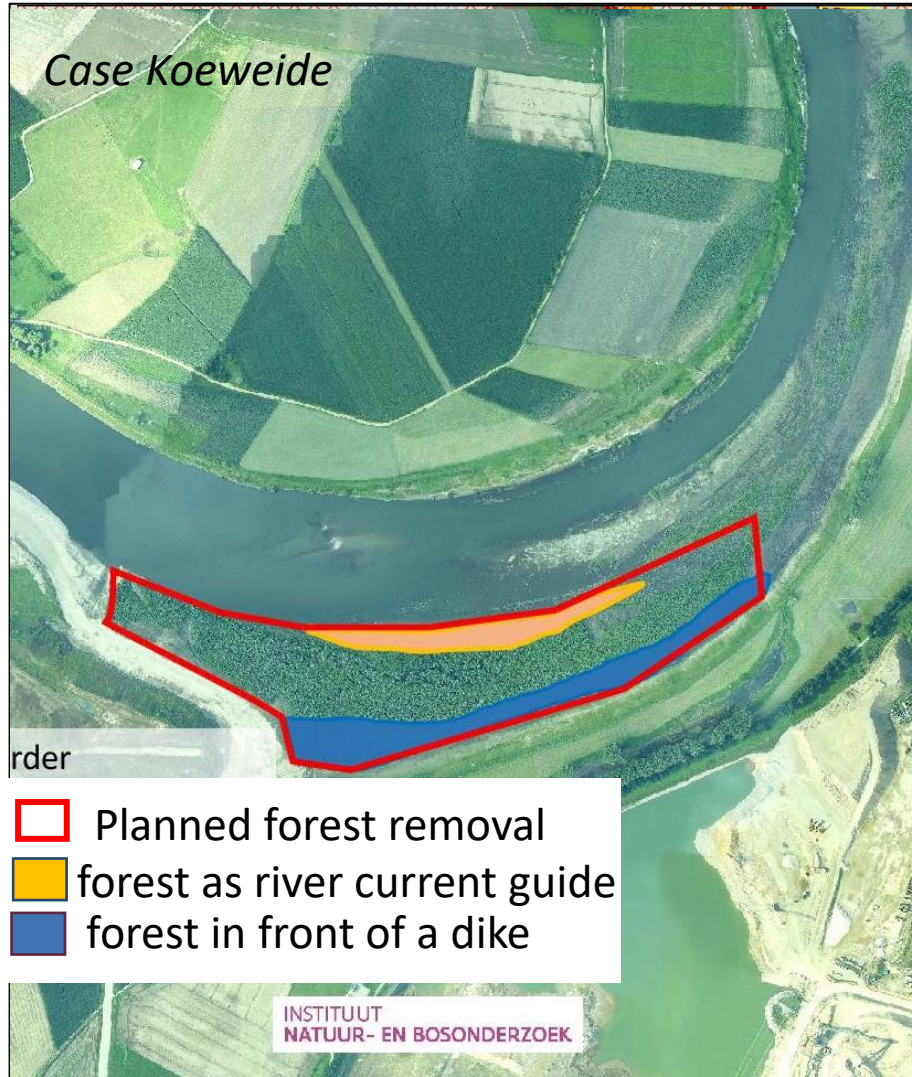 Case Koeweide
rder
Planned forest removal
forest as river current guide
forest in front of a dike
INSTITUUT
NATUUR- EN BOSONDERZOEK